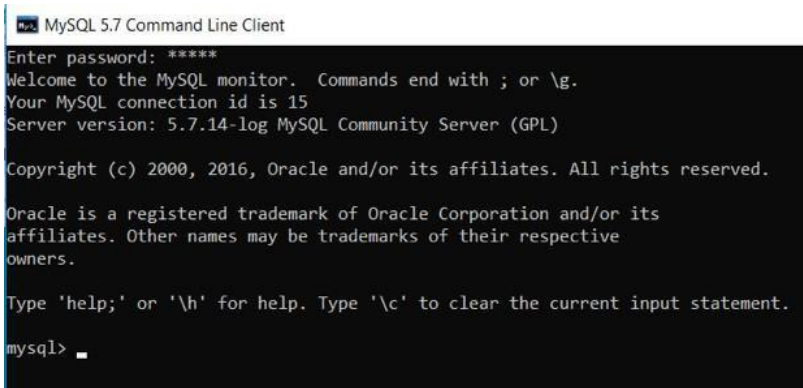 MySQL 5.7 Command Line Client
Enter password: *****
Welcome to the MySQL monitor.  Commands end with ; or \g.
Your MySQL connection id is 15
Server version: 5.7.14-log MySQL Community Server (GPL)
Copyright (c) 2000, 2016, Oracle and/or its affiliates. All rights reserved.
Oracle is a registered trademark of Oracle Corporation and/or its
affiliates. Other names may be trademarks of their respective
owners.
Type 'help;' or '\h' for help. Type '\c' to clear the current input statement.
mysql>